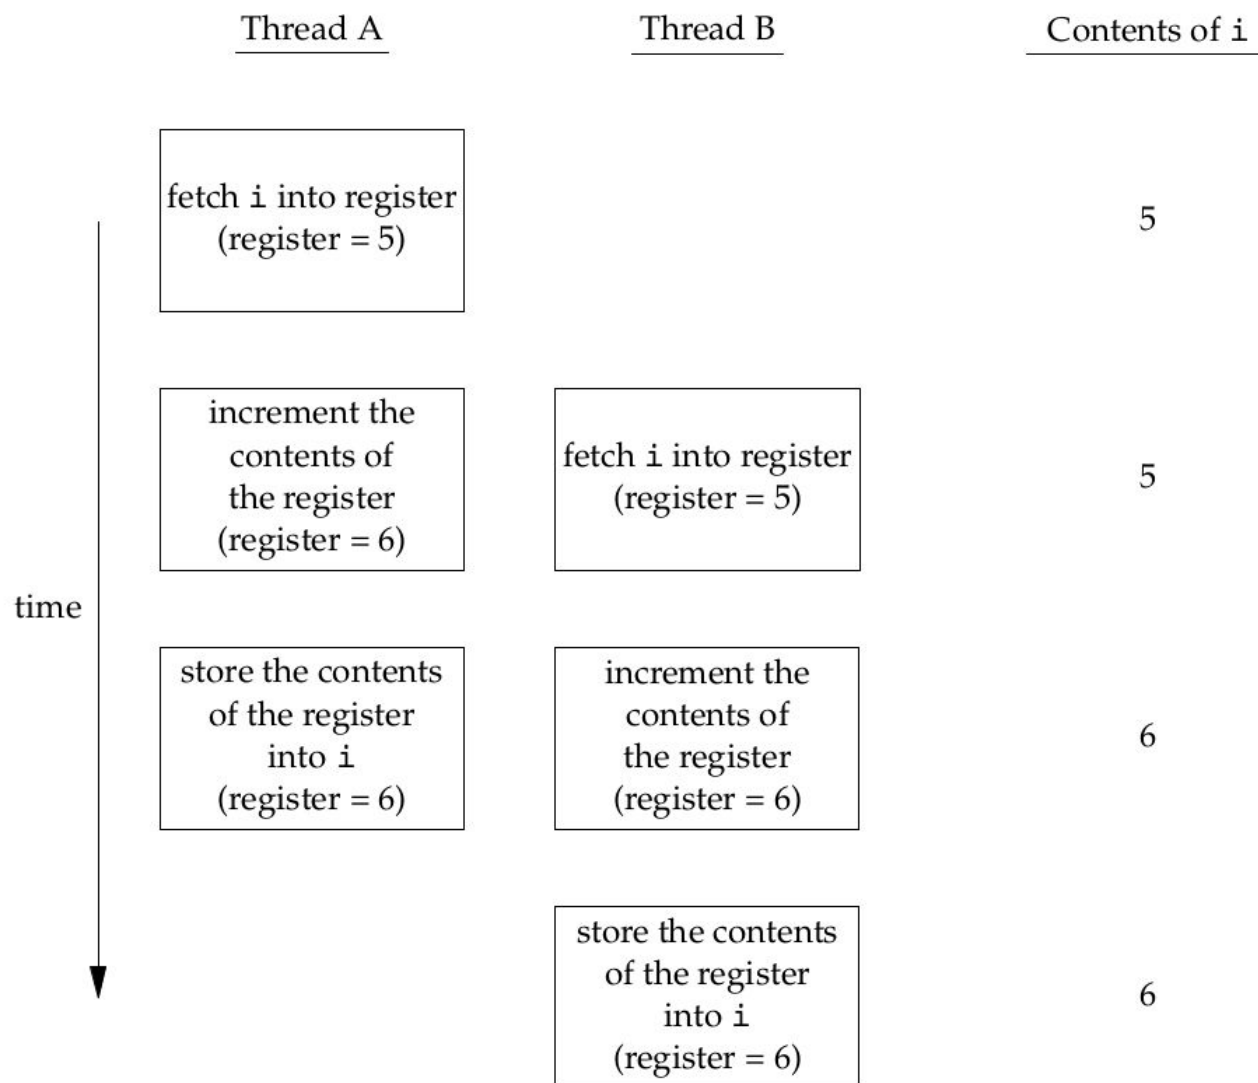 Thread A
Thread B
Contents of i
fetch i into register
(register = 5)
5
increment the
contents of
the register
(register = 6)
fetch i into register
(register = 5)
5
time
store the contents
of the register
into i
(register = 6)
increment the
contents of
the register
(register = 6)
6
store the contents
of the register
into i
(register = 6)
6